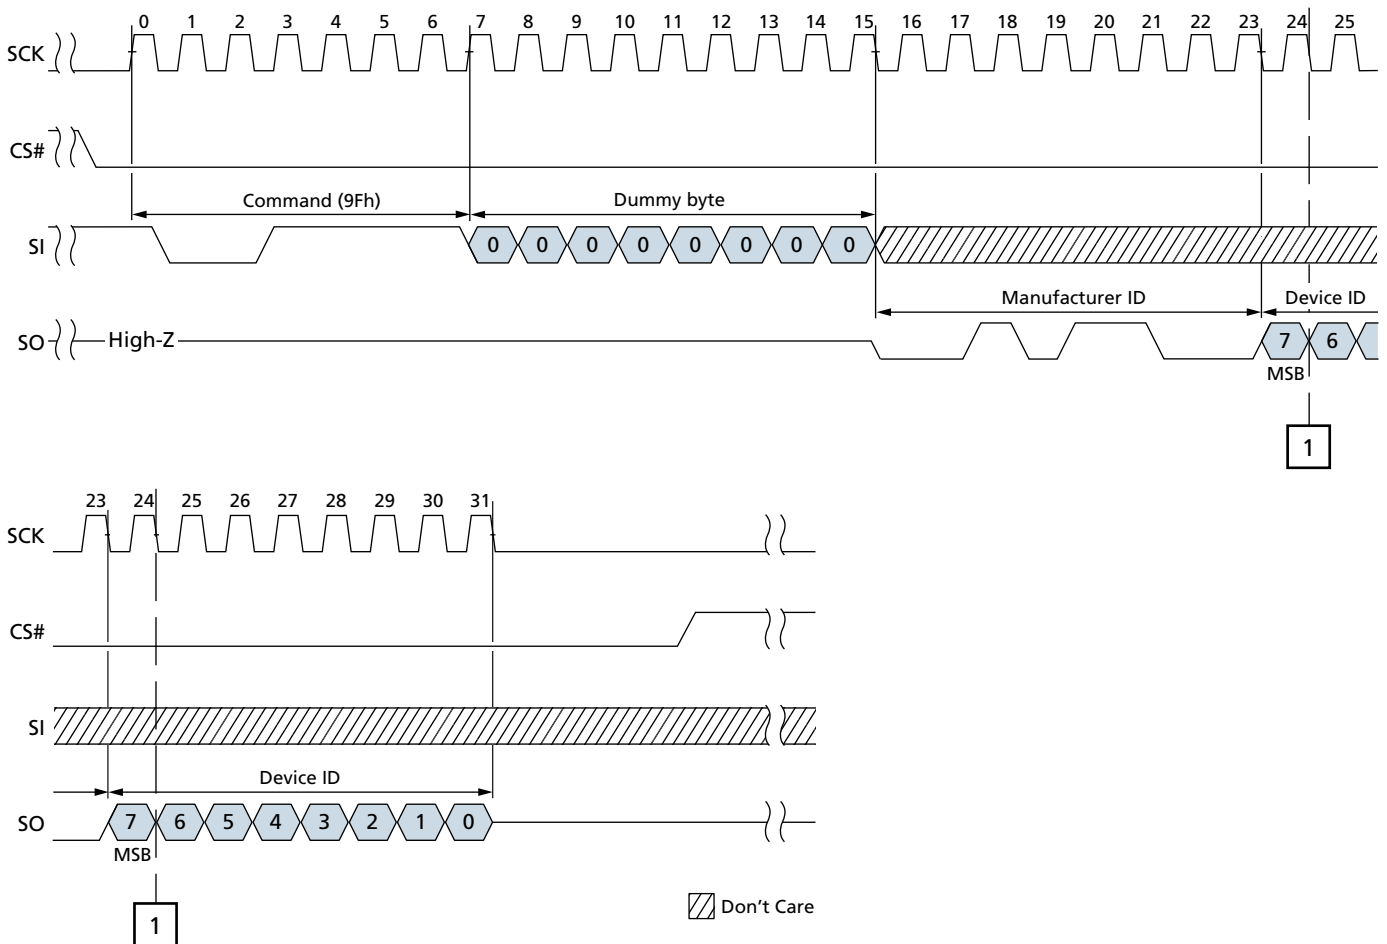 0 1 2 3 4 5 6 7 8 9 10 11 12 13 14 15 16 17 18 19 20 21 22 23 24 25
SCK
CS#
Command (9Fh) Dummy byte
SI 0 0 0 0 0 0 0 0
Manufacturer ID Device ID
SO High-Z 7 6
MSB
1
23 24 25 26 27 28 29 30 31
SCK
CS#
SI
Device ID
SO 7 6 5 4 3 2 1 0
MSB
Don't Care
1